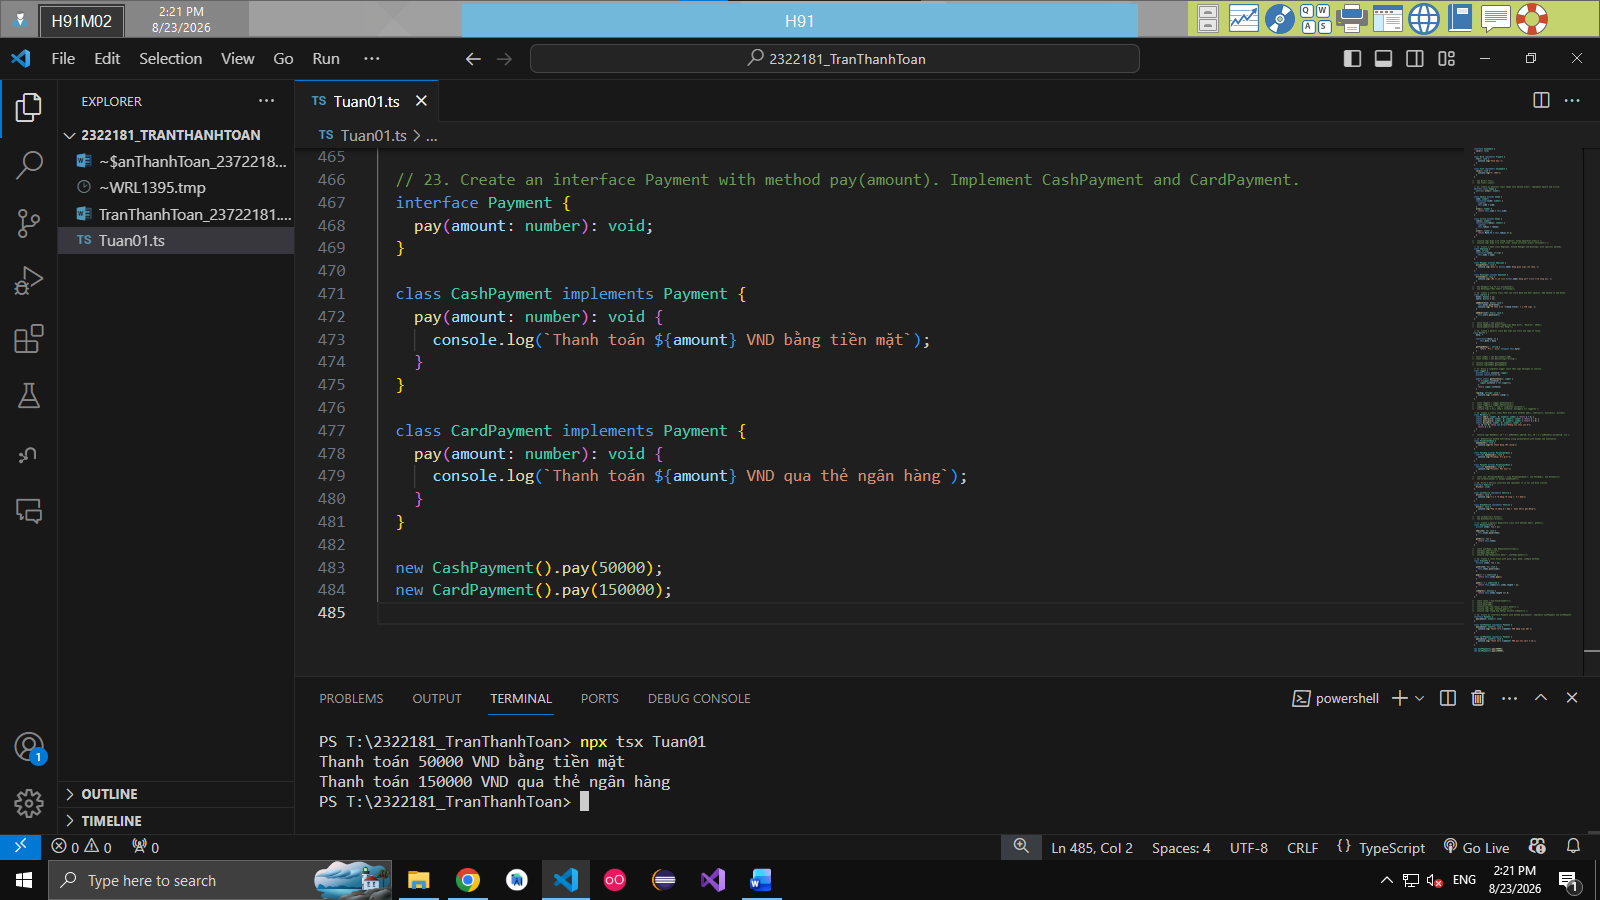 H91M02
2:21 PM
8/23/2026
H91
Q W
A S
File Edit Selection View Go Run ···
2322181_TranThanhToan
EXPLORER
TS Tuan01.ts
2322181_TRANTHANHTOAN
~$anThanhToan_2372218...
~WRL1395.tmp
TranThanhToan_23722181....
TS Tuan01.ts
TS Tuan01.ts > ...
465
466 // 23. Create an interface Payment with method pay(amount). Implement CashPayment and CardPayment.
467 interface Payment {
468 pay(amount: number): void;
469 }
470
471 class CashPayment implements Payment {
472 pay(amount: number): void {
473 console.log(`Thanh toán ${amount} VND bằng tiền mặt`);
474 }
475 }
476
477 class CardPayment implements Payment {
478 pay(amount: number): void {
479 console.log(`Thanh toán ${amount} VND qua thẻ ngân hàng`);
480 }
481 }
482
483 new CashPayment().pay(50000);
484 new CardPayment().pay(150000);
485
PROBLEMS OUTPUT TERMINAL PORTS DEBUG CONSOLE
powershell
PS T:\2322181_TranThanhToan> npx tsx Tuan01
Thanh toán 50000 VND bằng tiền mặt
Thanh toán 150000 VND qua thẻ ngân hàng
PS T:\2322181_TranThanhToan>
1
OUTLINE
TIMELINE
0 0 0
Ln 485, Col 2 Spaces: 4 UTF-8 CRLF {} TypeScript Go Live
Type here to search
ENG
2:21 PM
8/23/2026
1